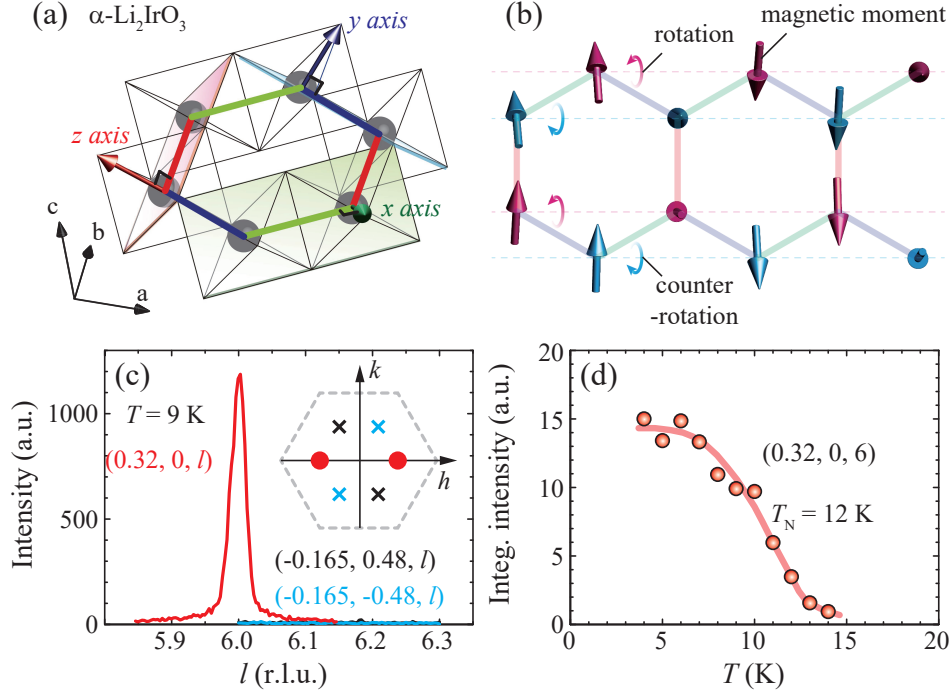 (a)
α-Li₂IrO₃
y axis
z axis
x axis
c
b
a
(b)
magnetic moment
rotation
counter
-rotation
(c)
T = 9 K
(0.32, 0, l)
k
h
(-0.165, 0.48, l)
(-0.165, -0.48, l)
Intensity (a.u.)
1000
500
0
5.9
6.0
6.1
6.2
6.3
l (r.l.u.)
(d)
(0.32, 0, 6)
T_N = 12 K
Integ. intensity (a.u.)
20
15
10
5
0
0
5
10
15
20
T (K)